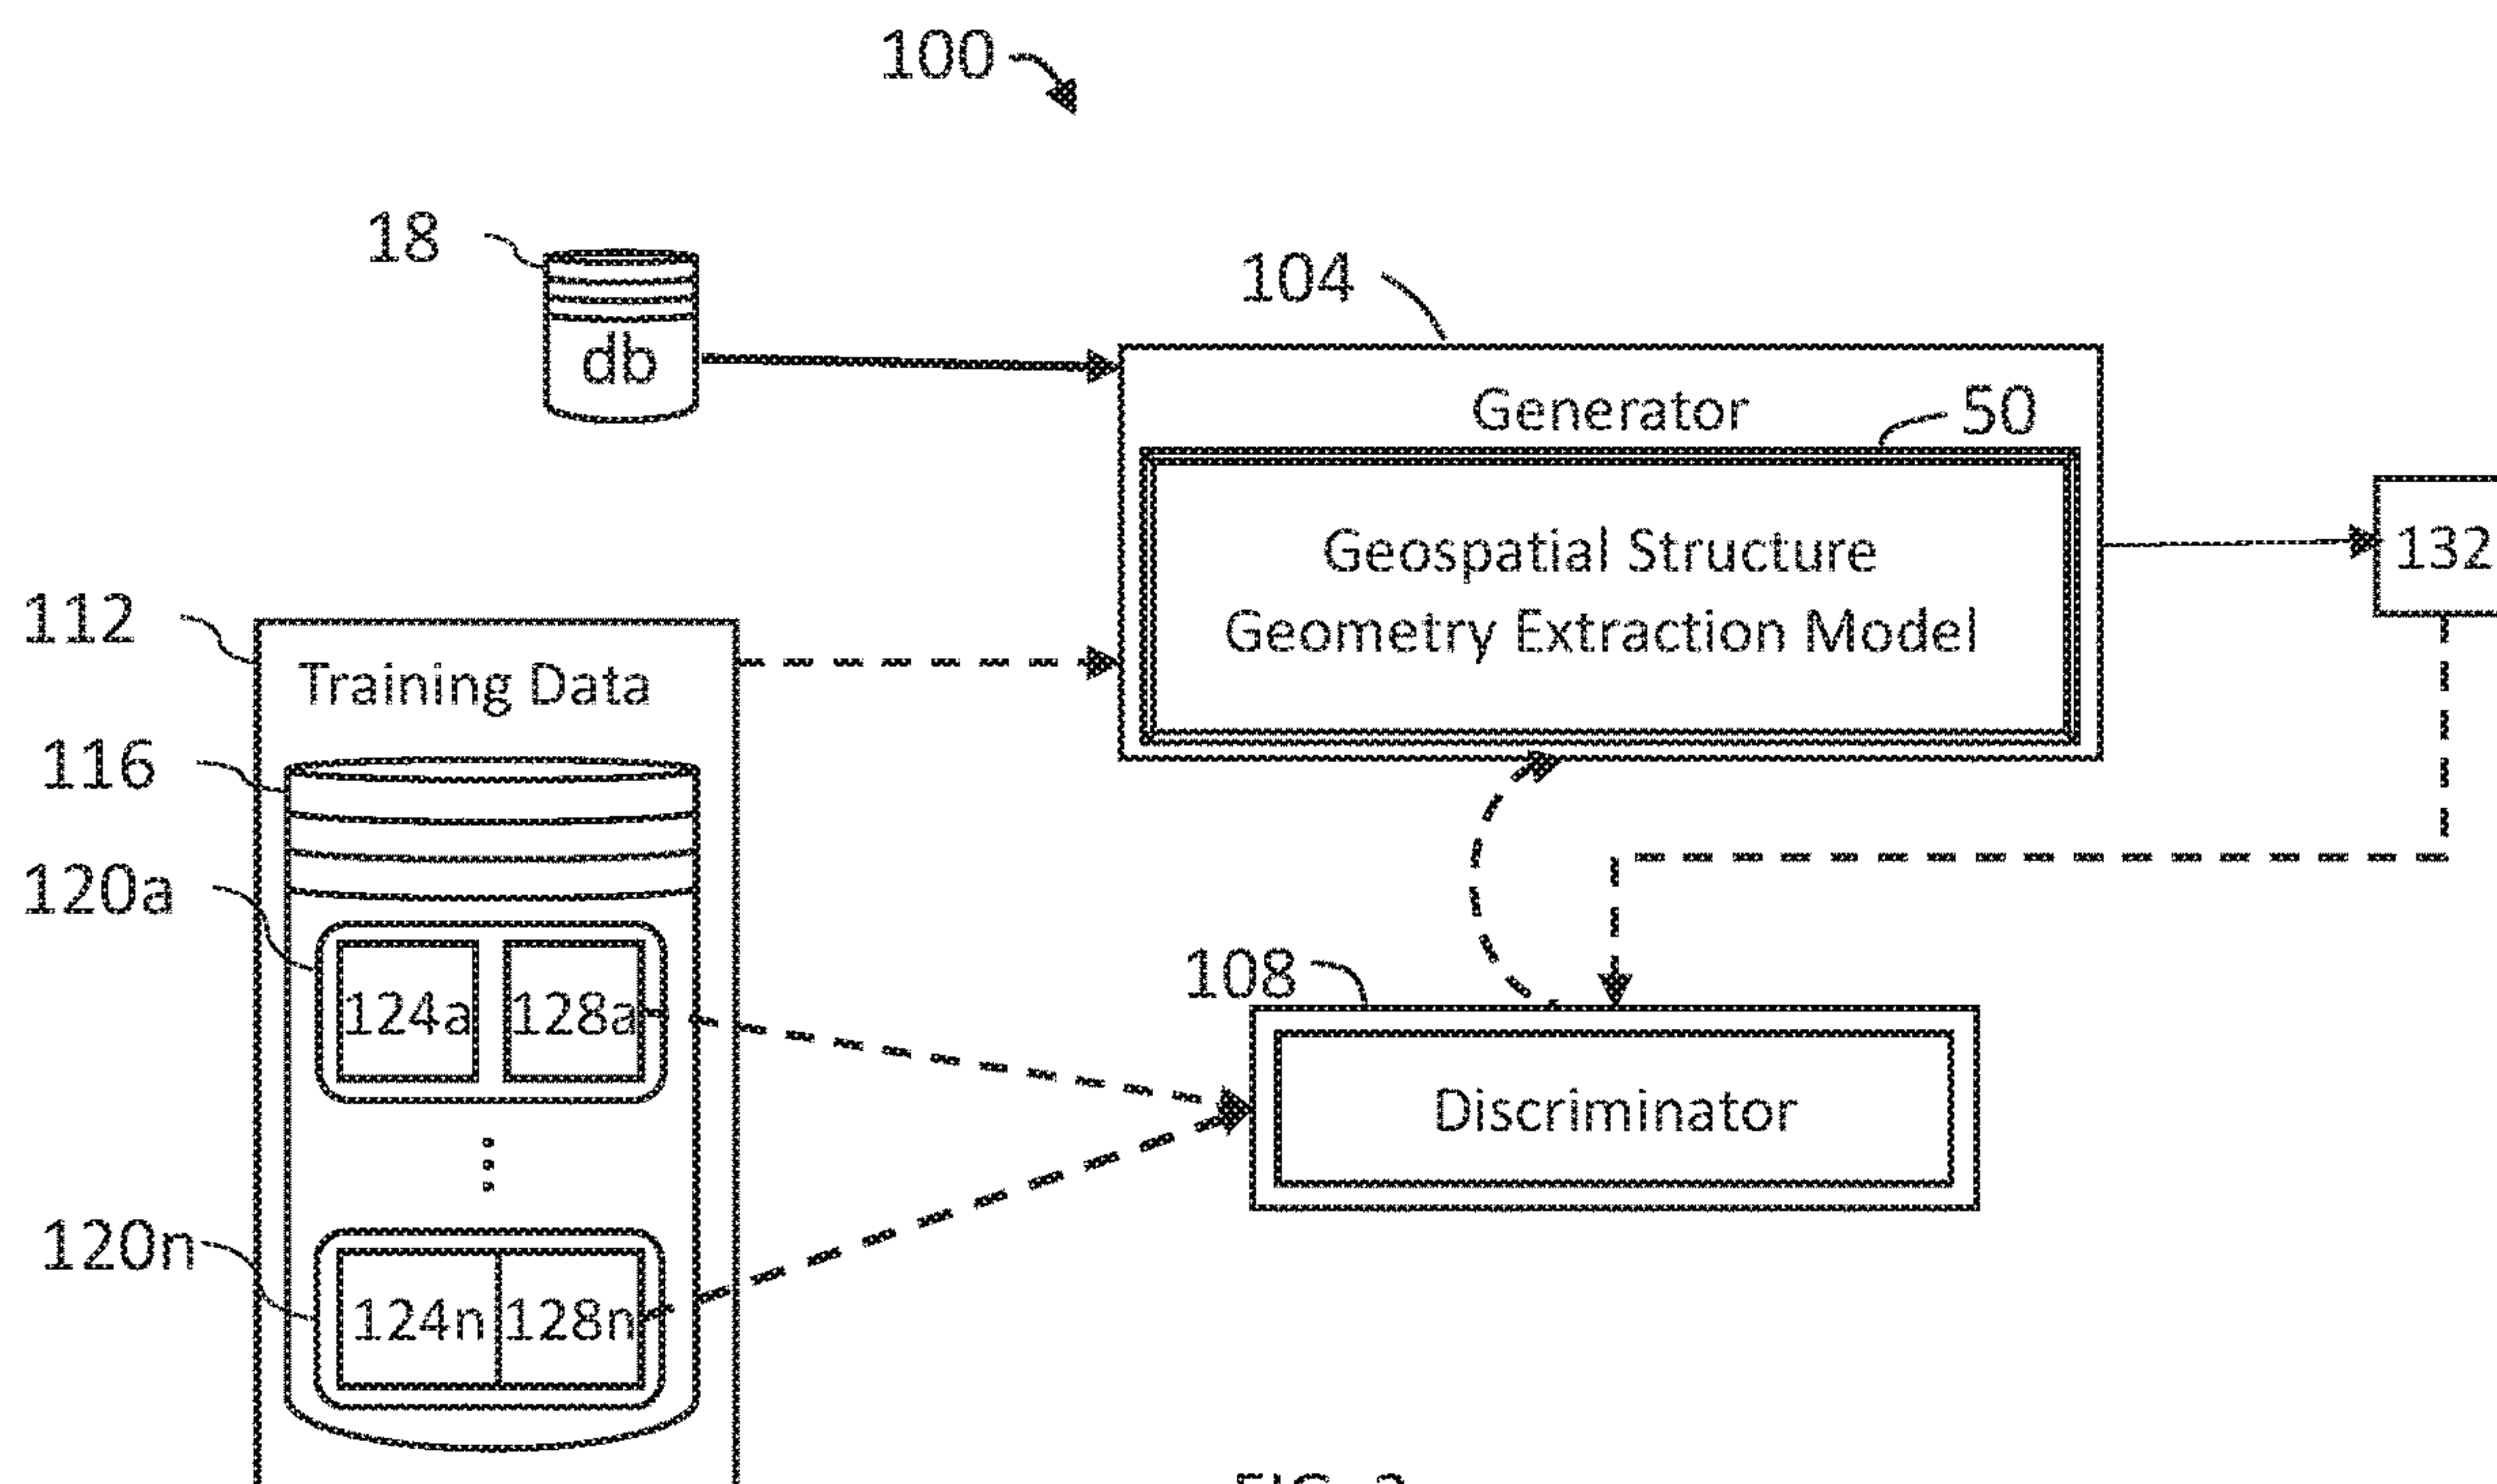 100
18
db
104
Generator
50
Geospatial Structure
Geometry Extraction Model
132
112
Training Data
116
120a
124a
128a
108
Discriminator
120n
124n
128n